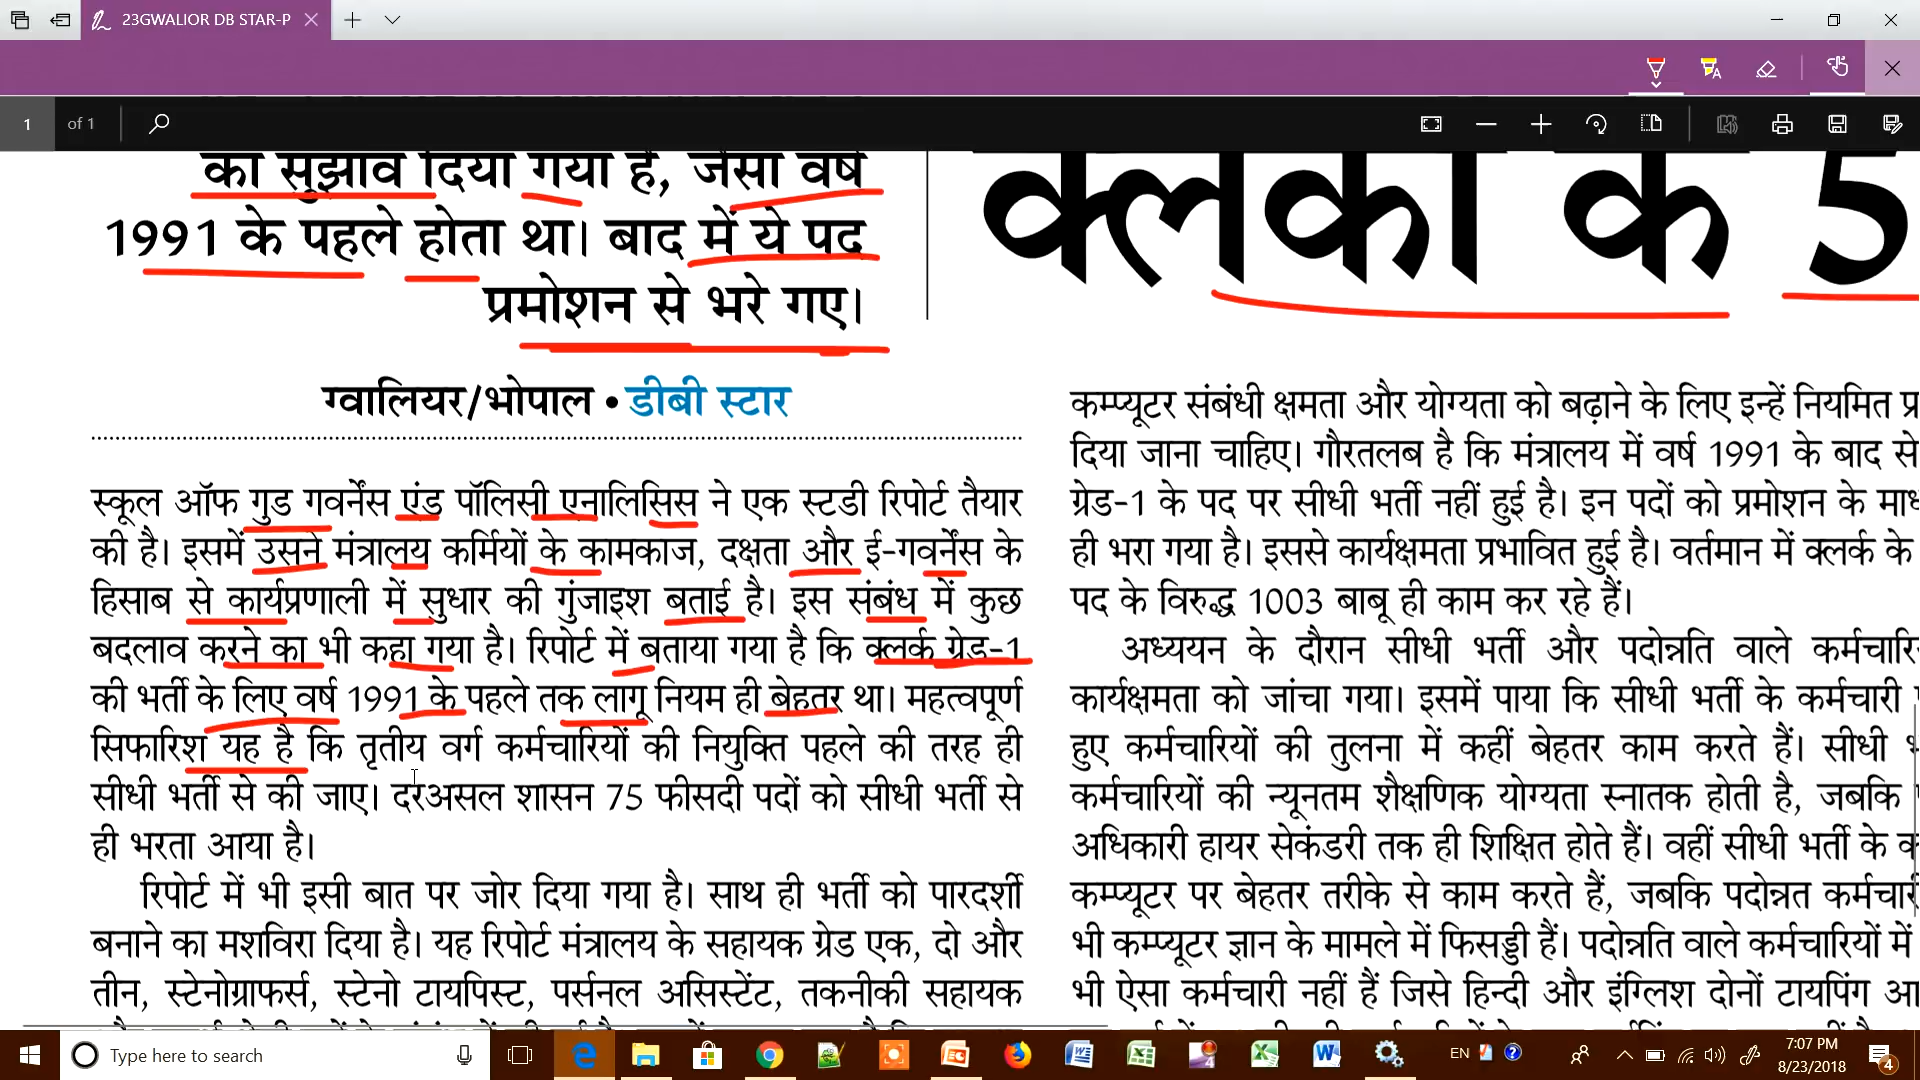 23GWALIOR DB STAR-P
1 of 1
का सुझाव दिया गया है, जैसा वर्ष
1991 के पहले होता था। बाद में ये पद
प्रमोशन से भरे गए।
क्लर्कों के 5
ग्वालियर/भोपाल • डीबी स्टार
स्कूल ऑफ गुड गवर्नेंस एंड पॉलिसी एनालिसिस ने एक स्टडी रिपोर्ट तैयार
की है। इसमें उसने मंत्रालय कर्मियों के कामकाज, दक्षता और ई-गवर्नेंस के
हिसाब से कार्यप्रणाली में सुधार की गुंजाइश बताई है। इस संबंध में कुछ
बदलाव करने का भी कहा गया है। रिपोर्ट में बताया गया है कि क्लर्क ग्रेड-1
की भर्ती के लिए वर्ष 1991 के पहले तक लागू नियम ही बेहतर था। महत्वपूर्ण
सिफारिश यह है कि तृतीय वर्ग कर्मचारियों की नियुक्ति पहले की तरह ही
सीधी भर्ती से की जाए। दरअसल शासन 75 फीसदी पदों को सीधी भर्ती से
ही भरता आया है।
रिपोर्ट में भी इसी बात पर जोर दिया गया है। साथ ही भर्ती को पारदर्शी
बनाने का मशविरा दिया है। यह रिपोर्ट मंत्रालय के सहायक ग्रेड एक, दो और
तीन, स्टेनोग्राफर्स, स्टेनो टायपिस्ट, पर्सनल असिस्टेंट, तकनीकी सहायक
कम्प्यूटर संबंधी क्षमता और योग्यता को बढ़ाने के लिए इन्हें नियमित प्र
दिया जाना चाहिए। गौरतलब है कि मंत्रालय में वर्ष 1991 के बाद से
ग्रेड-1 के पद पर सीधी भर्ती नहीं हुई है। इन पदों को प्रमोशन के माध
ही भरा गया है। इससे कार्यक्षमता प्रभावित हुई है। वर्तमान में क्लर्क के
पद के विरुद्ध 1003 बाबू ही काम कर रहे हैं।
अध्ययन के दौरान सीधी भर्ती और पदोन्नति वाले कर्मचारि
कार्यक्षमता को जांचा गया। इसमें पाया कि सीधी भर्ती के कर्मचारी
हुए कर्मचारियों की तुलना में कहीं बेहतर काम करते हैं। सीधी भ
कर्मचारियों की न्यूनतम शैक्षणिक योग्यता स्नातक होती है, जबकि
अधिकारी हायर सेकंडरी तक ही शिक्षित होते हैं। वहीं सीधी भर्ती के क
कम्प्यूटर पर बेहतर तरीके से काम करते हैं, जबकि पदोन्नत कर्मचार
भी कम्प्यूटर ज्ञान के मामले में फिसड्डी हैं। पदोन्नति वाले कर्मचारियों में
भी ऐसा कर्मचारी नहीं हैं जिसे हिन्दी और इंग्लिश दोनों टायपिंग आ
Type here to search
EN
7:07 PM
8/23/2018
4